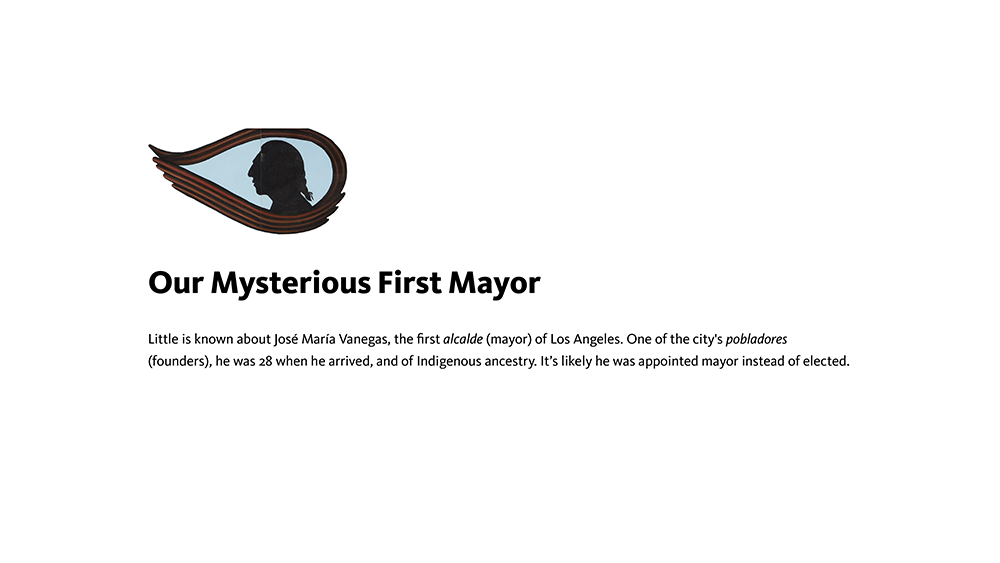 Our Mysterious First Mayor
Little is known about José María Vanegas, the first alcalde (mayor) of Los Angeles. One of the city's pobladores
(founders), he was 28 when he arrived, and of Indigenous ancestry. It’s likely he was appointed mayor instead of elected.